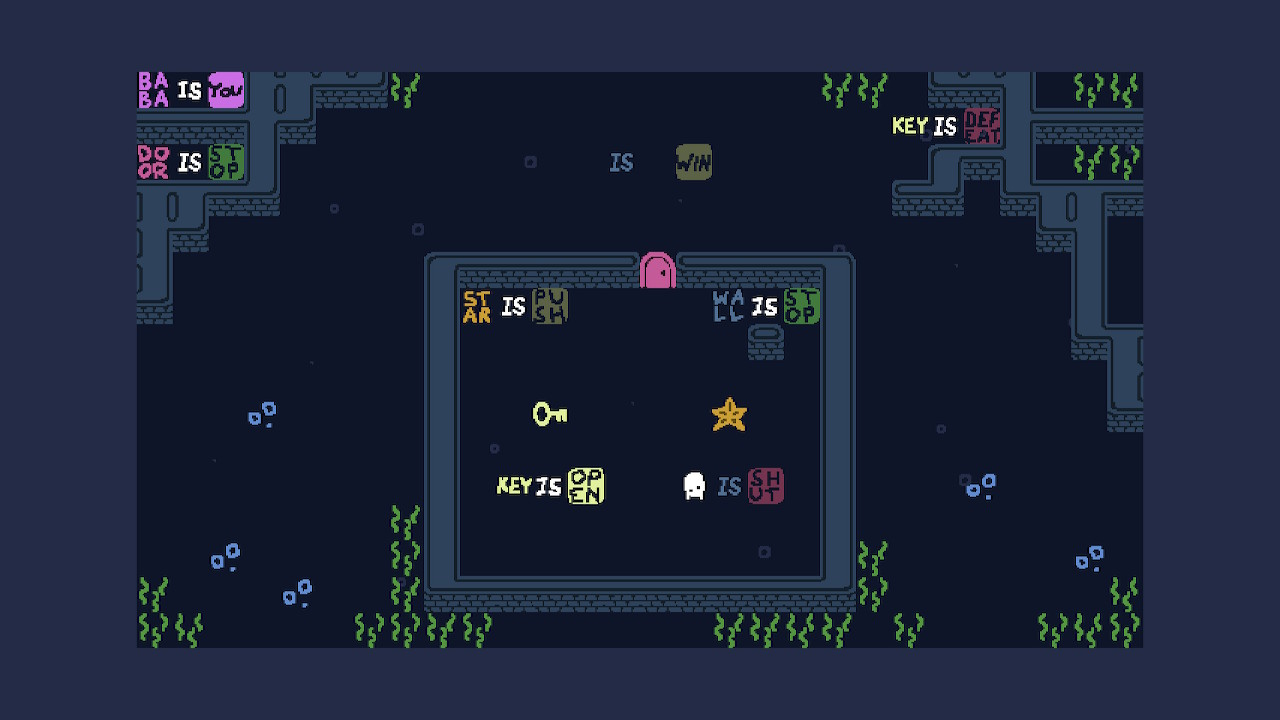 BABA IS YOU
KEY IS DEFEAT
DOOR IS STOP
IS WIN
STAR IS PUSH
WALL IS STOP
KEY IS OPEN
IS SHUT